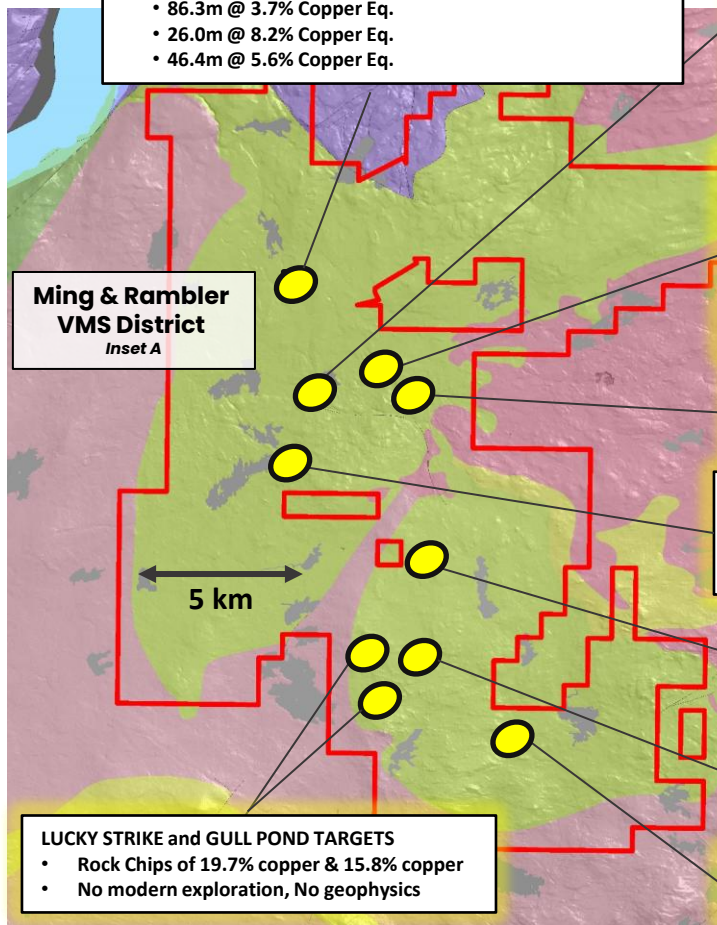 • 86.3m @ 3.7% Copper Eq.
• 26.0m @ 8.2% Copper Eq.
• 46.4m @ 5.6% Copper Eq.
Ming & Rambler
VMS District
Inset A
5 km
LUCKY STRIKE and GULL POND TARGETS
• Rock Chips of 19.7% copper & 15.8% copper
• No modern exploration, No geophysics